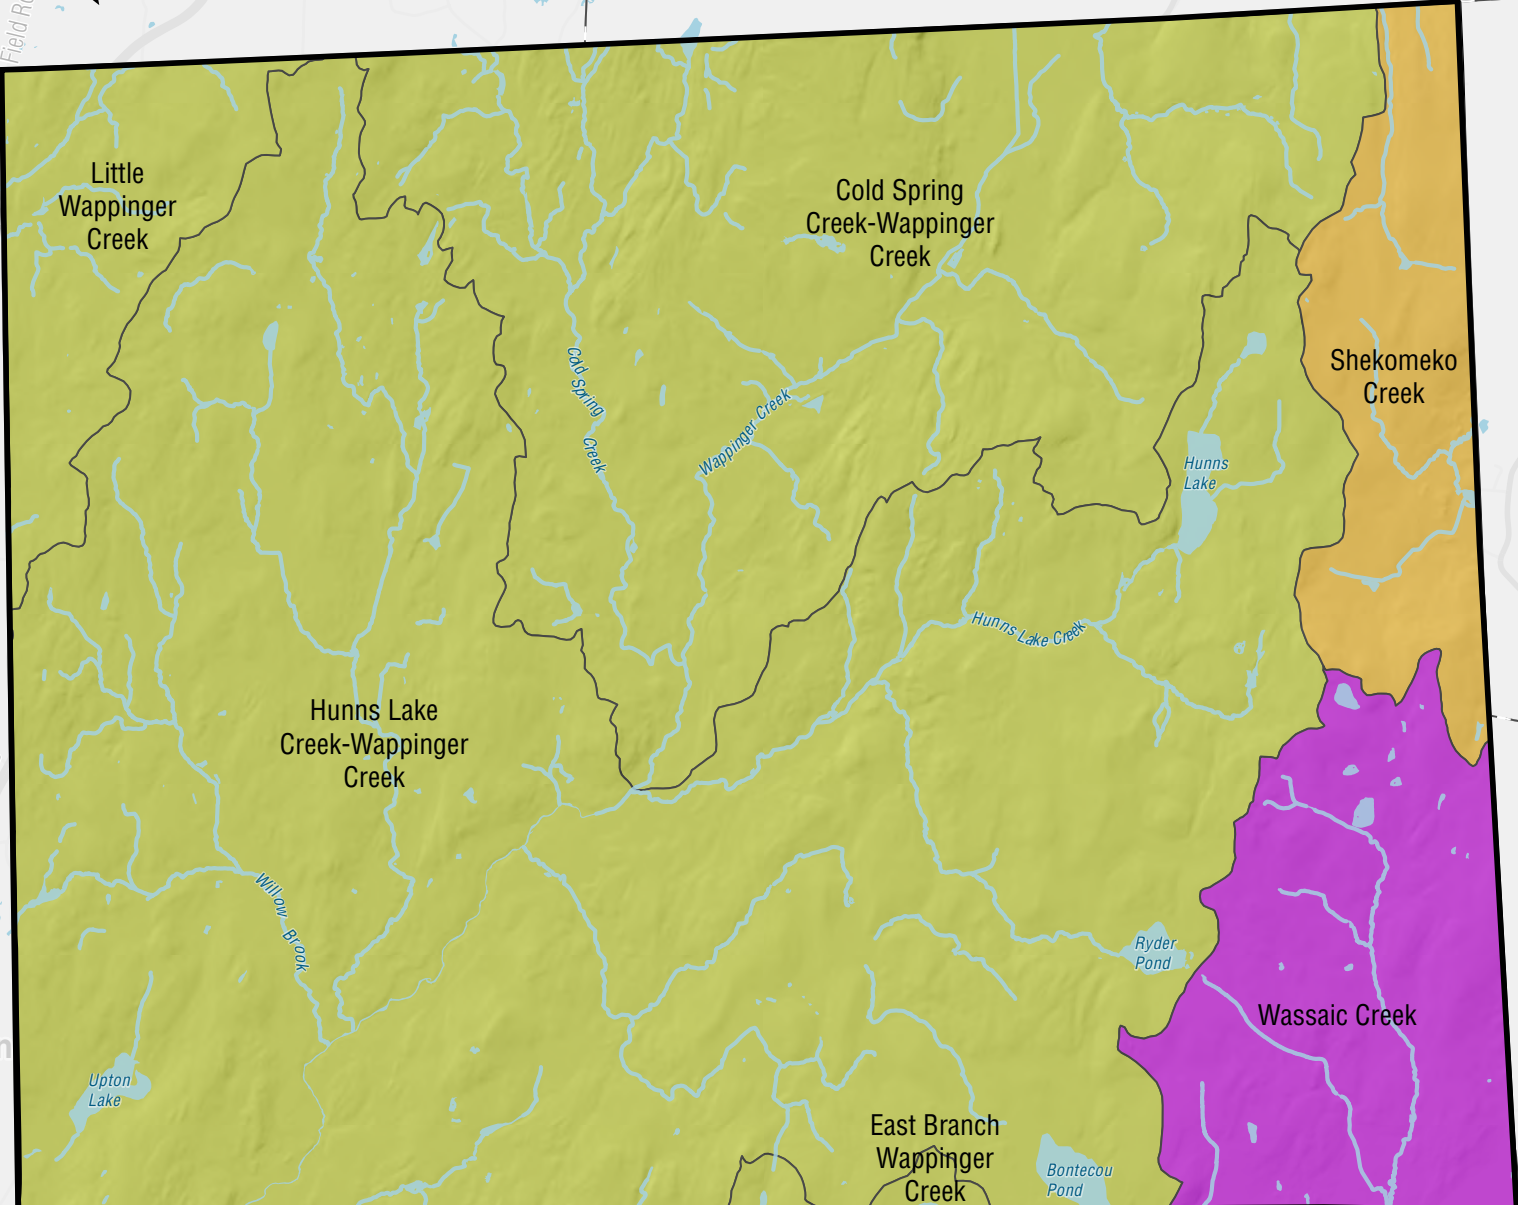 Field Ro
Little
Wappinger
Creek
Cold Spring
Creek-Wappinger
Creek
Shekomeko
Creek
Cold Spring
Creek
Wappinger Creek
Hunns
Lake
Hunns Lake Creek
Hunns Lake
Creek-Wappinger
Creek
Willow Brook
Ryder
Pond
Wassaic Creek
Upton
Lake
East Branch
Wappinger
Creek
Bontecou
Pond